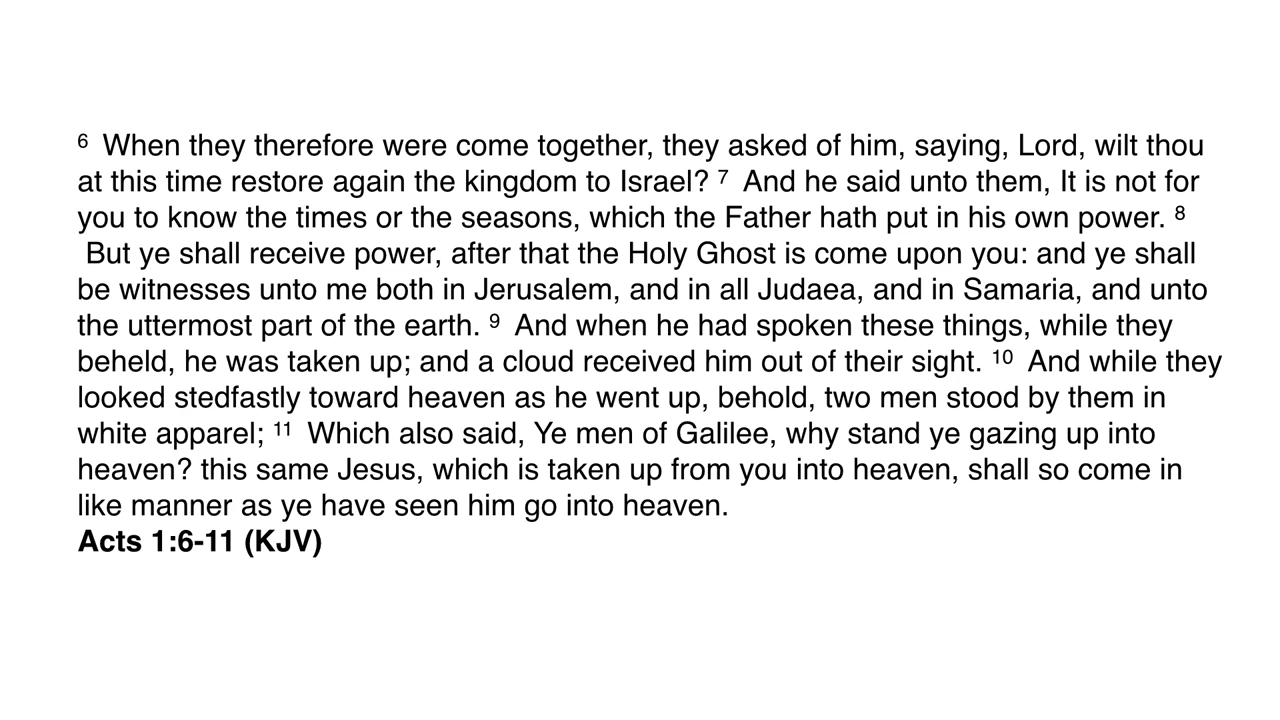 6 When they therefore were come together, they asked of him, saying, Lord, wilt thou
at this time restore again the kingdom to Israel? 7 And he said unto them, It is not for
you to know the times or the seasons, which the Father hath put in his own power. 8
But ye shall receive power, after that the Holy Ghost is come upon you: and ye shall
be witnesses unto me both in Jerusalem, and in all Judaea, and in Samaria, and unto
the uttermost part of the earth. 9 And when he had spoken these things, while they
beheld, he was taken up; and a cloud received him out of their sight. 10 And while they
looked stedfastly toward heaven as he went up, behold, two men stood by them in
white apparel; 11 Which also said, Ye men of Galilee, why stand ye gazing up into
heaven? this same Jesus, which is taken up from you into heaven, shall so come in
like manner as ye have seen him go into heaven.
Acts 1:6-11 (KJV)